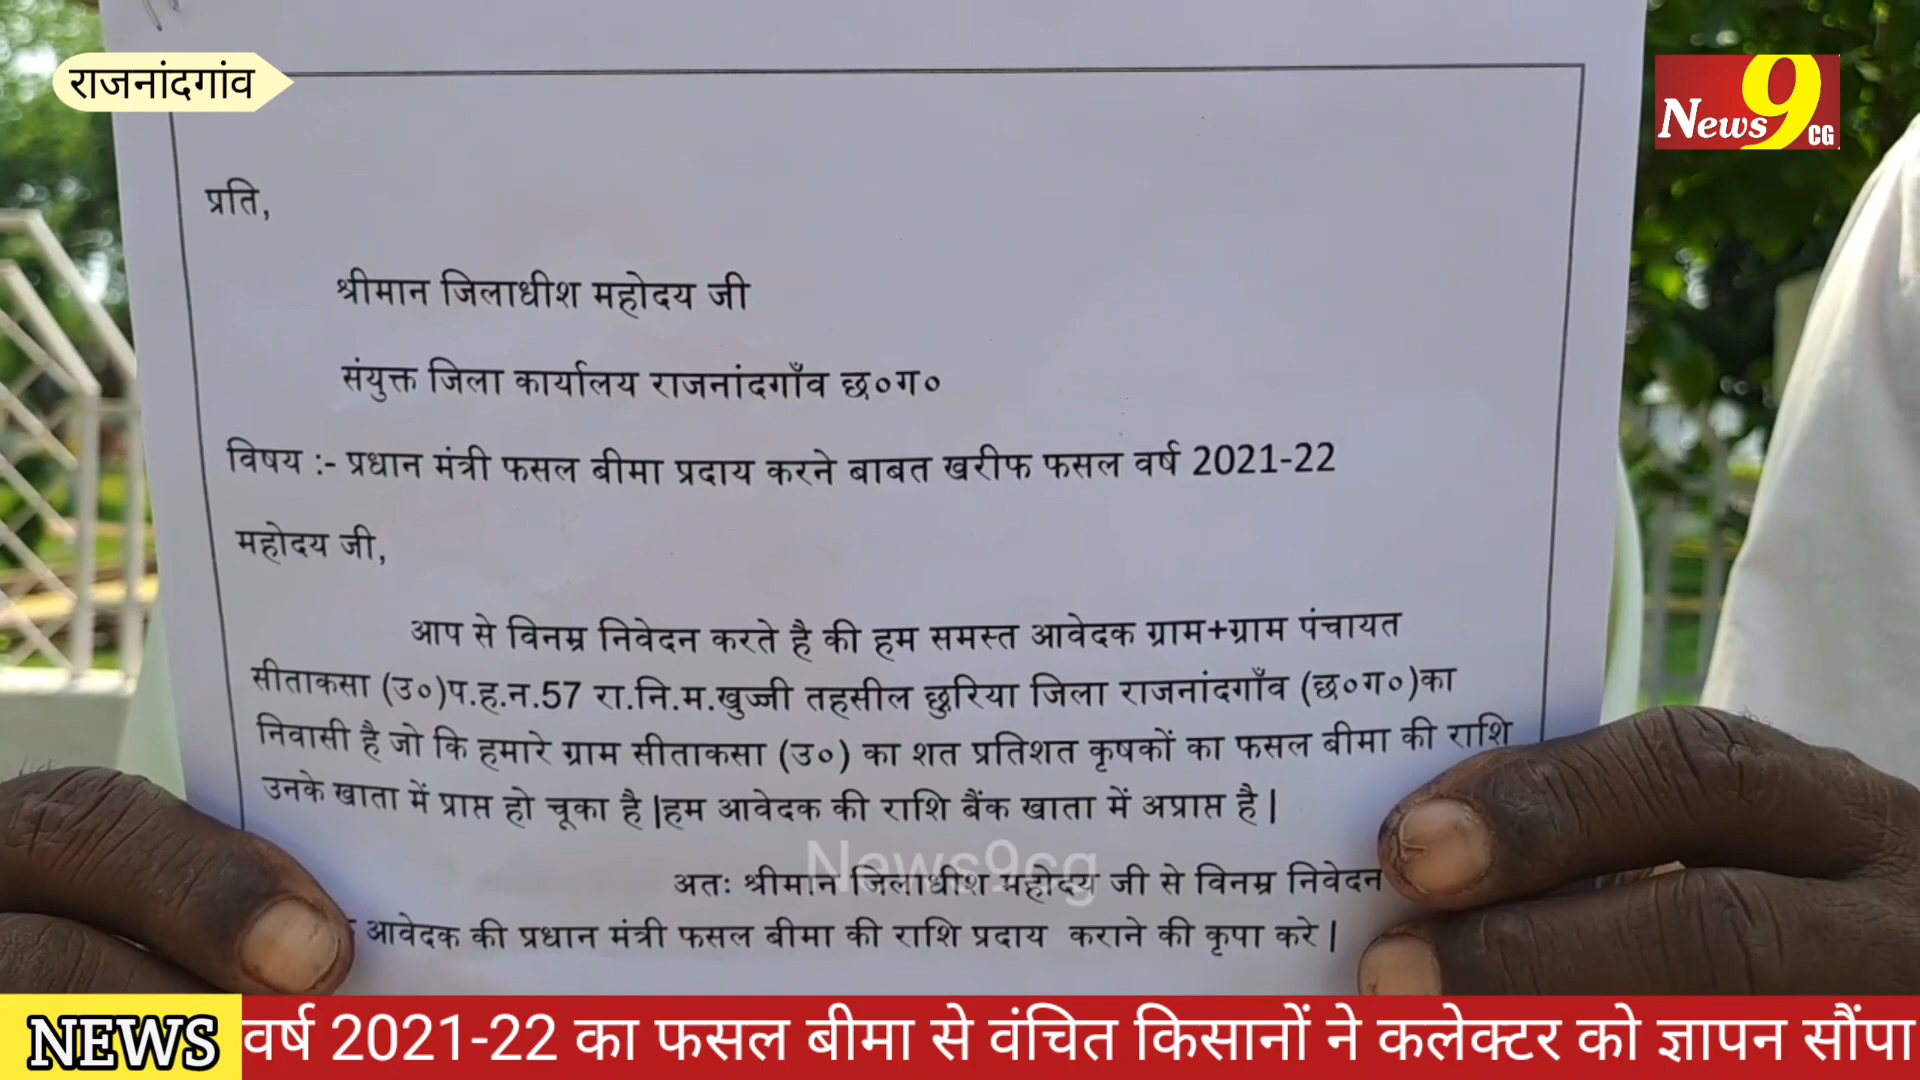 राजनांदगांव
News 9 CG
प्रति,
श्रीमान जिलाधीश महोदय जी
संयुक्त जिला कार्यालय राजनांदगाँव छ०ग०
विषय :- प्रधान मंत्री फसल बीमा प्रदाय करने बाबत खरीफ फसल वर्ष 2021-22
महोदय जी,
आप से विनम्र निवेदन करते है की हम समस्त आवेदक ग्राम+ग्राम पंचायत
सीताकसा (उ०)प.ह.न.57 रा.नि.म.खुज्जी तहसील छुरिया जिला राजनांदगाँव (छ०ग०)का
निवासी है जो कि हमारे ग्राम सीताकसा (उ०) का शत प्रतिशत कृषकों का फसल बीमा की राशि
उनके खाता में प्राप्त हो चूका है |हम आवेदक की राशि बैंक खाता में अप्राप्त है |
News9cg
अतः श्रीमान जिलाधीश महोदय जी से विनम्र निवेदन
आवेदक की प्रधान मंत्री फसल बीमा की राशि प्रदाय कराने की कृपा करे |
NEWS वर्ष 2021-22 का फसल बीमा से वंचित किसानों ने कलेक्टर को ज्ञापन सौंपा